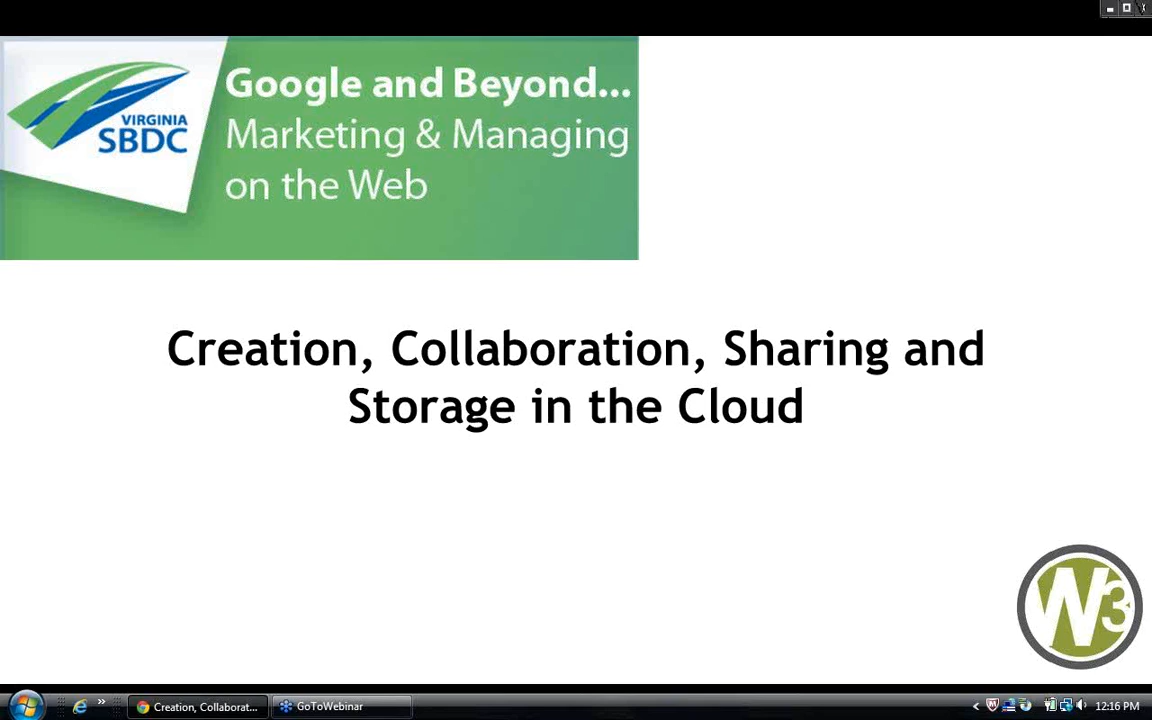 Google and Beyond...
Marketing & Managing
on the Web
VIRGINIA
SBDC
Creation, Collaboration, Sharing and
Storage in the Cloud
W3
Creation, Collaborat...
GoToWebinar
12:16 PM